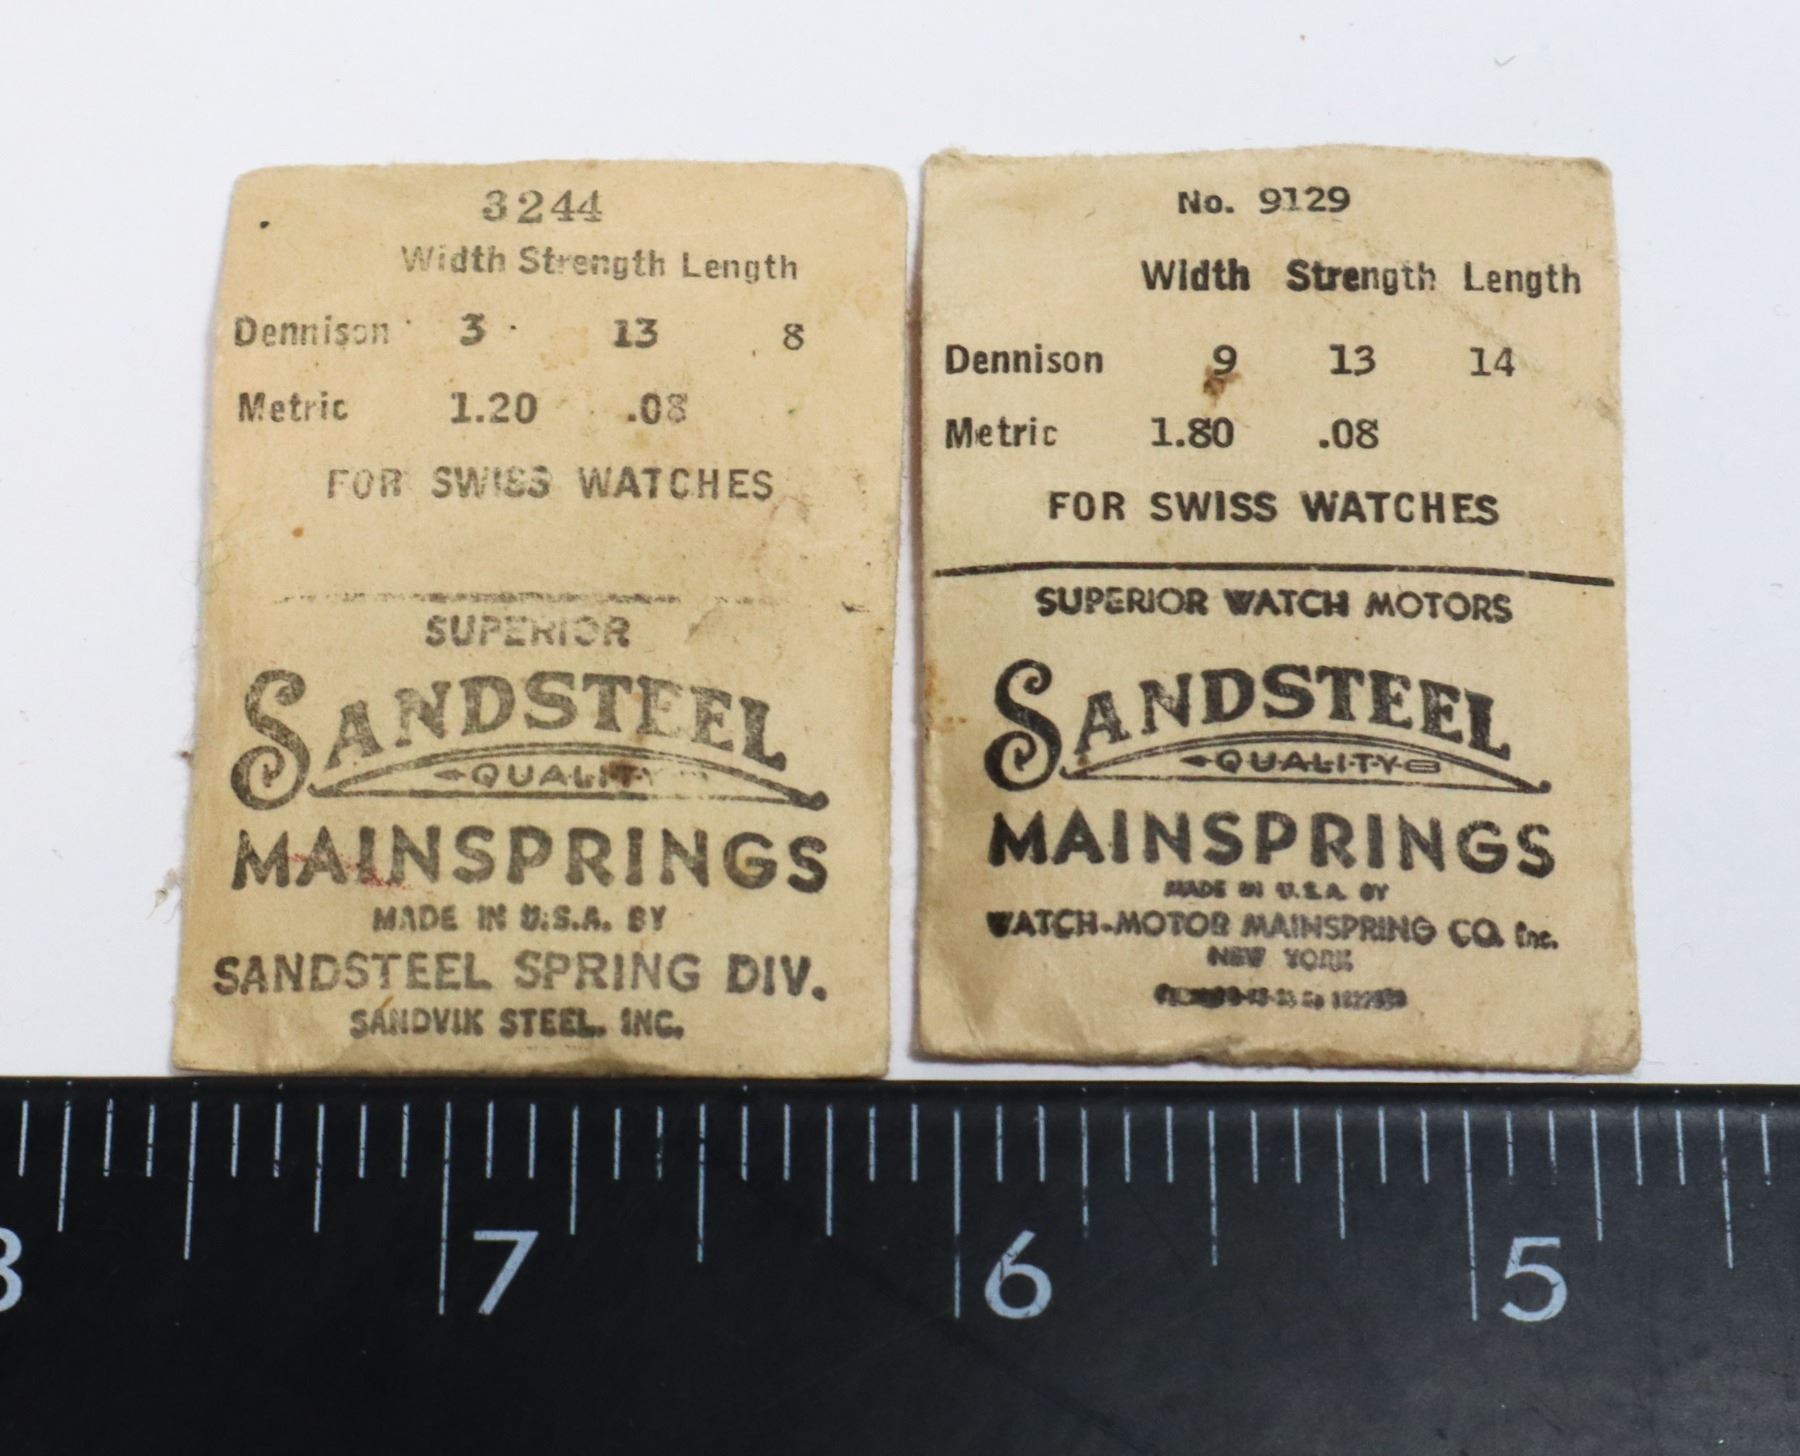 3244
Width Strength Length
Dennison 3 13 8
Metric 1.20 .08
FOR SWISS WATCHES
SUPERIOR
SANDSTEEL
QUALITY
MAINSPRINGS
MADE IN U.S.A. BY
SANDSTEEL SPRING DIV.
SANDVIK STEEL, INC.
No. 9129
Width Strength Length
Dennison 9 13 14
Metric 1.80 .08
FOR SWISS WATCHES
SUPERIOR WATCH MOTORS
SANDSTEEL
QUALITY
MAINSPRINGS
MADE IN U.S.A. BY
WATCH-MOTOR MAINSPRING CO. Inc.
NEW YORK
8 7 6 5